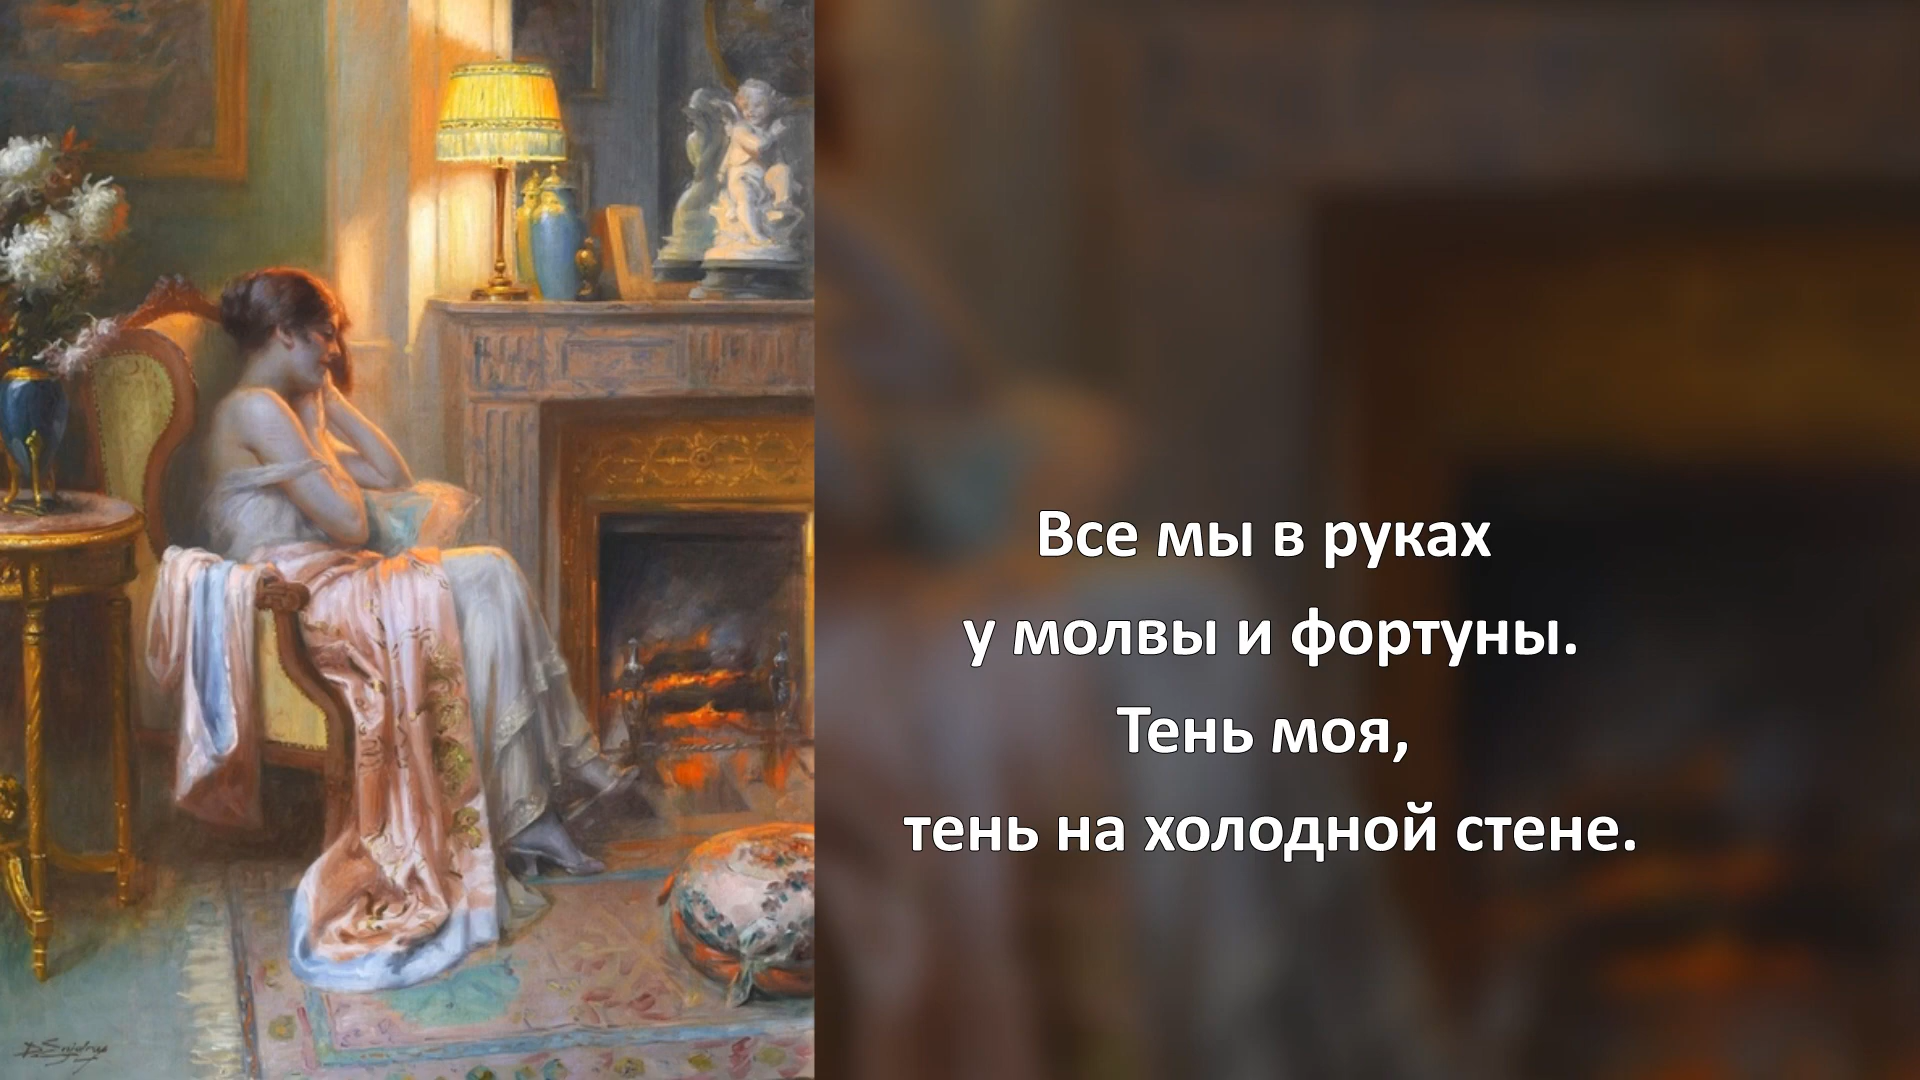 Все мы в руках
у молвы и фортуны.
Тень моя,
тень на холодной стене.